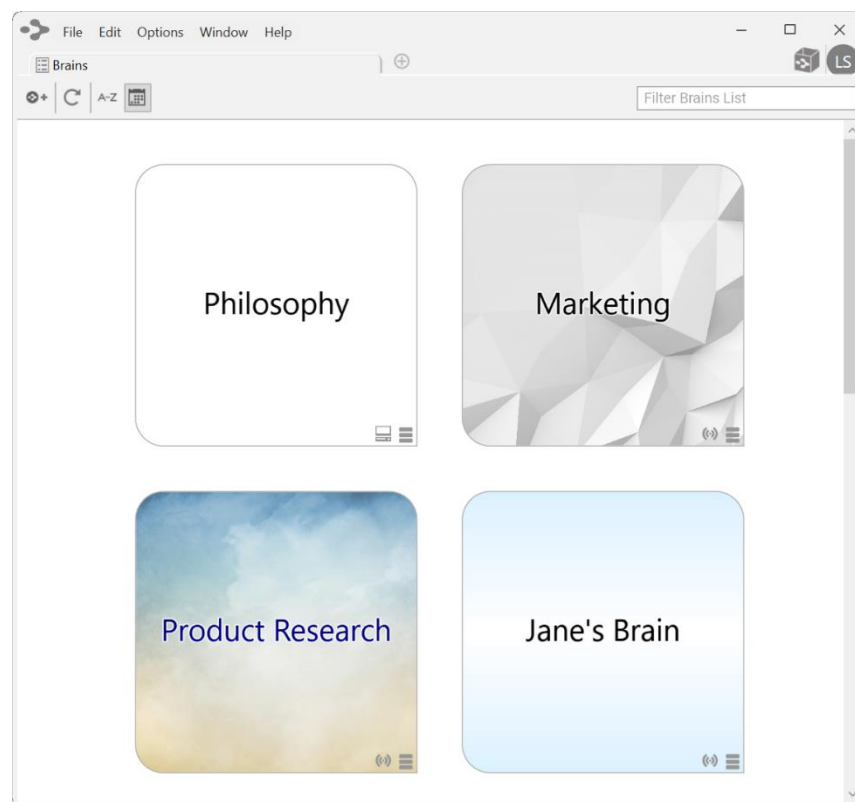 File Edit Options Window Help
Brains
LS
A-Z
Filter Brains List
Philosophy
Marketing
Product Research
Jane's Brain